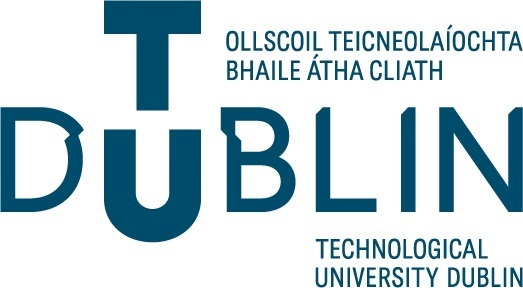 OLLSCOIL TEICNEOLAÍOCHTA
BHAILE ÁTHA CLIATH
T
DUBLIN
TECHNOLOGICAL
UNIVERSITY DUBLIN